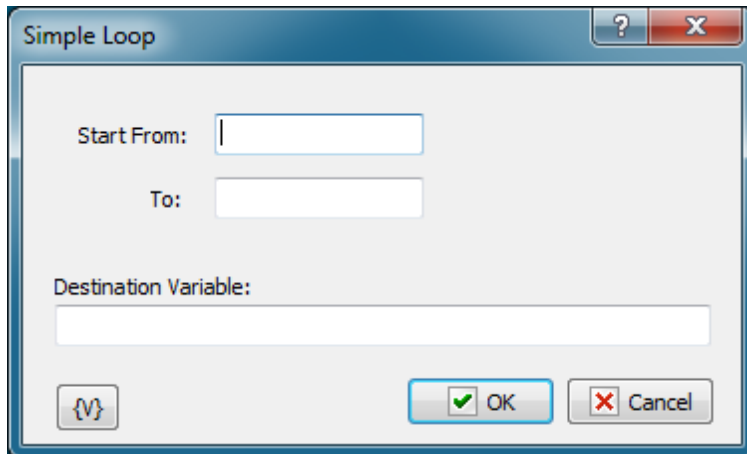 Simple Loop
?
Start From:
To:
Destination Variable:
{V}
OK
Cancel